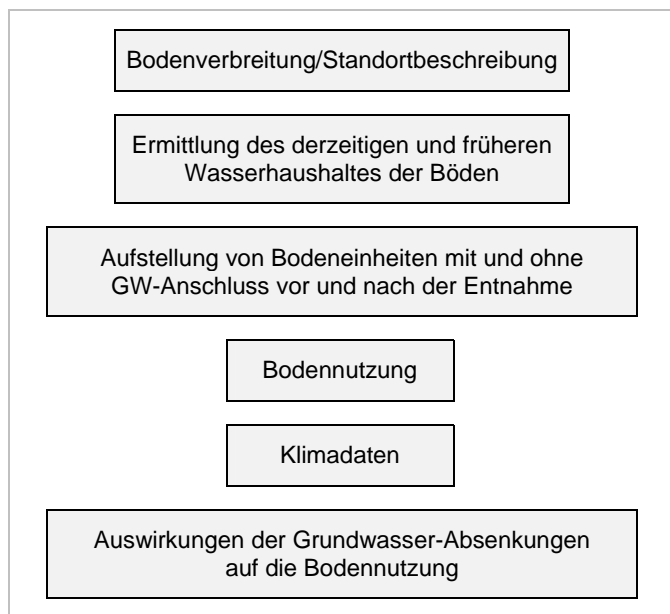 Bodenverbreitung/Standortbeschreibung
Ermittlung des derzeitigen und früheren
Wasserhaushaltes der Böden
Aufstellung von Bodeneinheiten mit und ohne
GW-Anschluss vor und nach der Entnahme
Bodennutzung
Klimadaten
Auswirkungen der Grundwasser-Absenkungen
auf die Bodennutzung